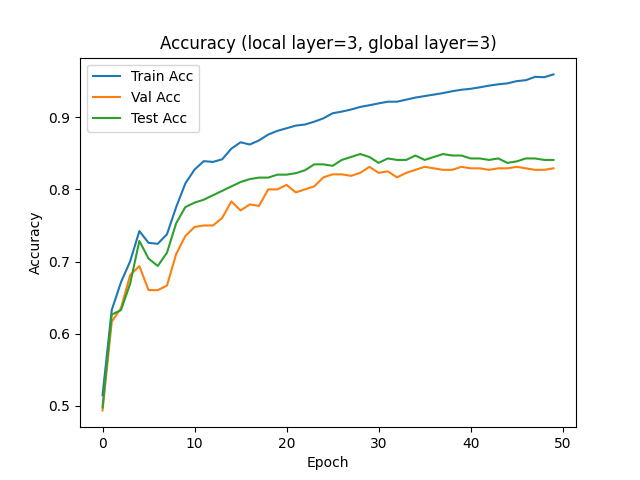 Accuracy (local layer=3, global layer=3)
Train Acc
Val Acc
Test Acc
0.9
0.8
0.7
0.6
0.5
Accuracy
0
10
20
30
40
50
Epoch